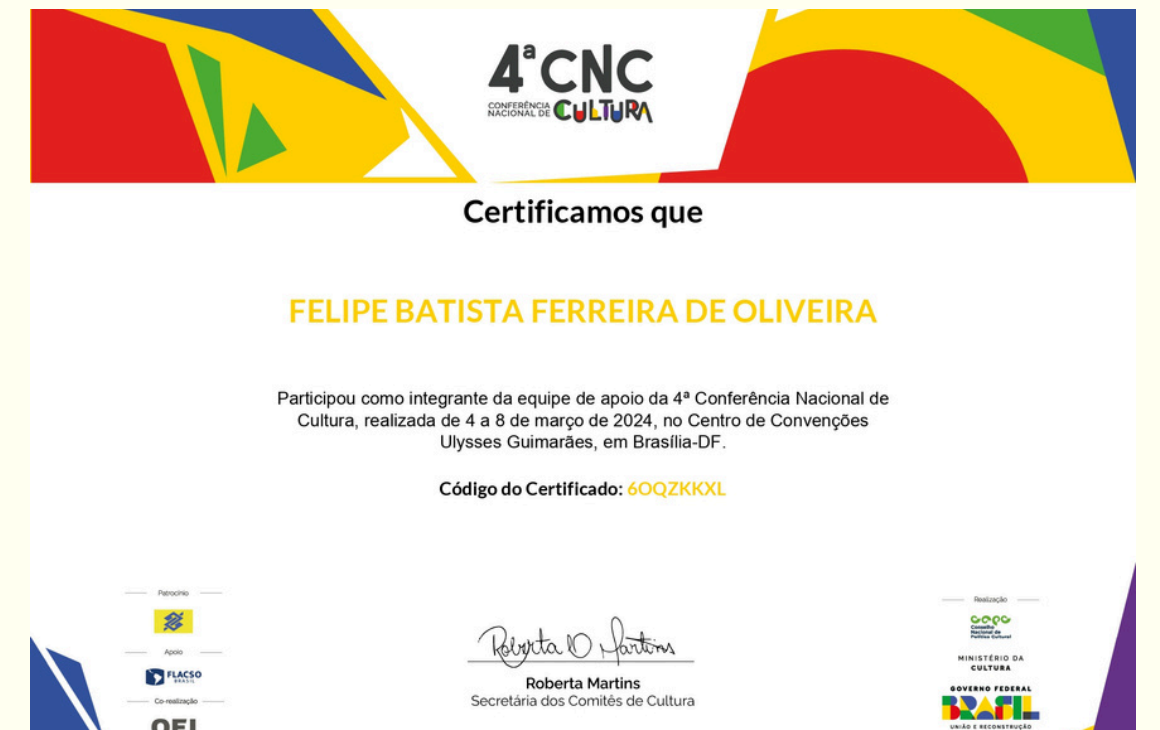 4ª CNC
CONFERÊNCIA
NACIONAL DE CULTURA
Certificamos que
FELIPE BATISTA FERREIRA DE OLIVEIRA
Participou como integrante da equipe de apoio da 4ª Conferência Nacional de
Cultura, realizada de 4 a 8 de março de 2024, no Centro de Convenções
Ulysses Guimarães, em Brasília-DF.
Código do Certificado: 6OQZKKXL
Patrocínio
Apoio
FLACSO
BRASIL
Co-realização
OEI
Roberta D Martins
Roberta Martins
Secretária dos Comitês de Cultura
Realização
CNPC
Conselho
Nacional de
Política Cultural
MINISTÉRIO DA
CULTURA
GOVERNO FEDERAL
BRASIL
UNIÃO E RECONSTRUÇÃO